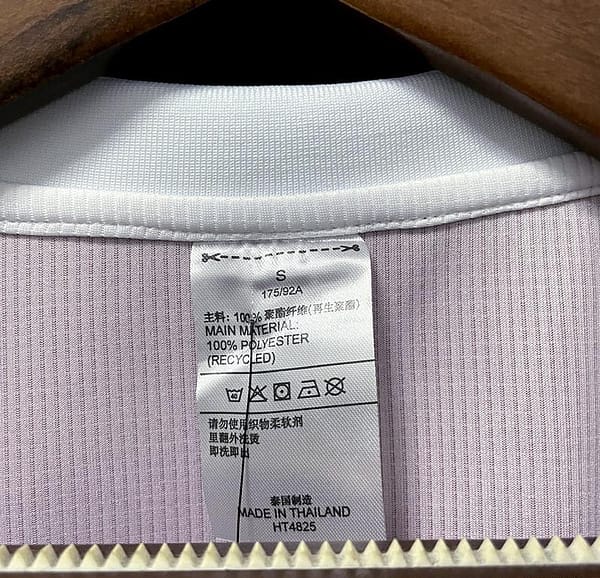 S
175/92A
主料: 100% 聚酯纤维(再生聚酯)
MAIN MATERIAL:
100% POLYESTER
(RECYCLED)
请勿使用织物柔软剂
里翻外洗烫
即洗即出
泰国制造
MADE IN THAILAND
HT4825